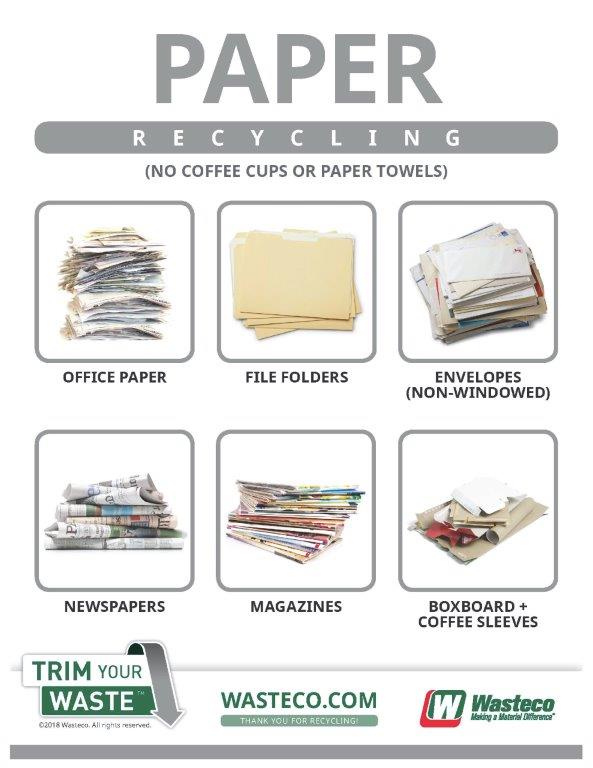 PAPER
RECYCLING
(NO COFFEE CUPS OR PAPER TOWELS)
OFFICE PAPER
FILE FOLDERS
ENVELOPES
(NON-WINDOWED)
NEWSPAPERS
MAGAZINES
BOXBOARD +
COFFEE SLEEVES
TRIM YOUR
WASTE™
©2018 Wasteco. All rights reserved.
WASTECO.COM
THANK YOU FOR RECYCLING!
W Wasteco
Making a Material Difference